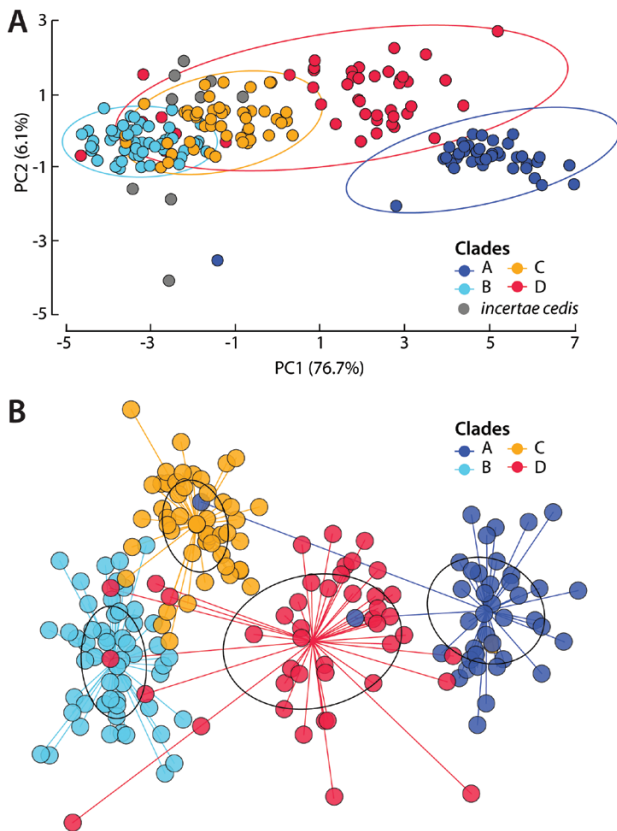 A
3
1
-1
-3
-5
PC2 (6.1%)
-5 -3 -1 1 3 5 7
PC1 (76.7%)
Clades
A C
B D
incertae cedis
B
Clades
A C
B D